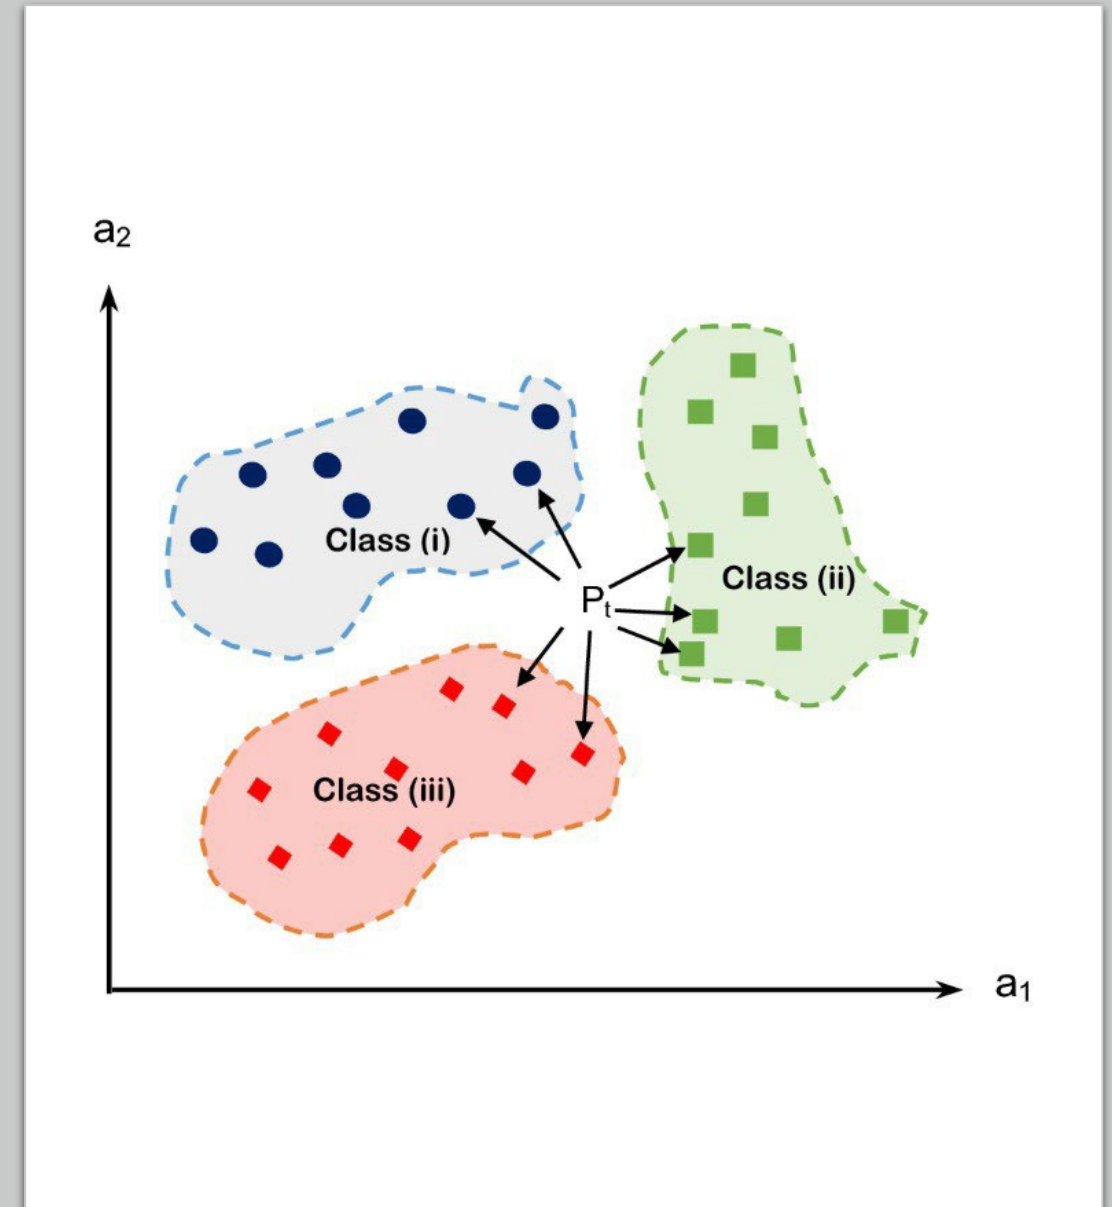 a₂
Class (i)
Class (ii)
Pₜ
Class (iii)
a₁